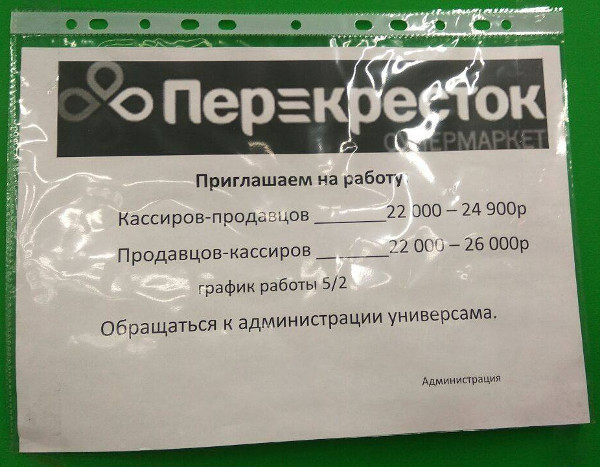 Перекресток
СУПЕРМАРКЕТ
Приглашаем на работу:
Кассиров-продавцов ________22 000 – 24 900р
Продавцов-кассиров ________22 000 – 26 000р
график работы 5/2
Обращаться к администрации универсама.
Администрация